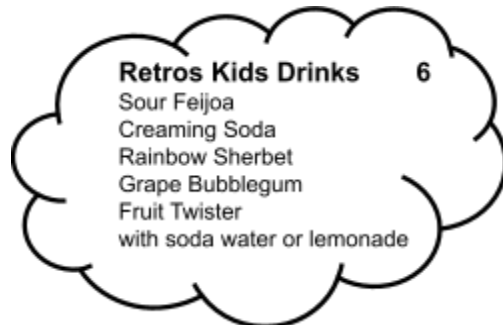 Retros Kids Drinks 6
Sour Feijoa
Creaming Soda
Rainbow Sherbet
Grape Bubblegum
Fruit Twister
with soda water or lemonade